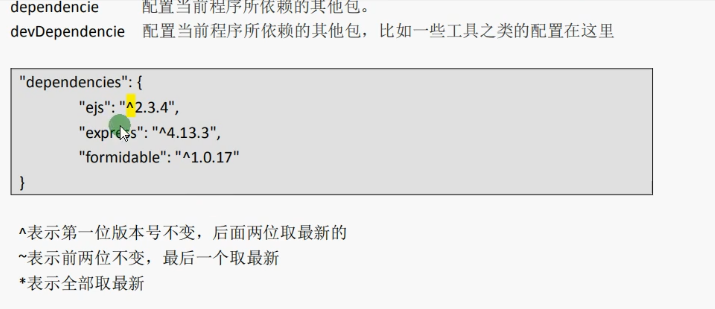 dependencie 配置当前程序所依赖的其他包。
devDependencie 配置当前程序所依赖的其他包，比如一些工具之类的配置在这里
"dependencies": {
"ejs": "^2.3.4",
"express": "^4.13.3",
"formidable": "^1.0.17"
}
^表示第一位版本号不变，后面两位取最新的
~表示前两位不变，最后一个取最新
*表示全部取最新